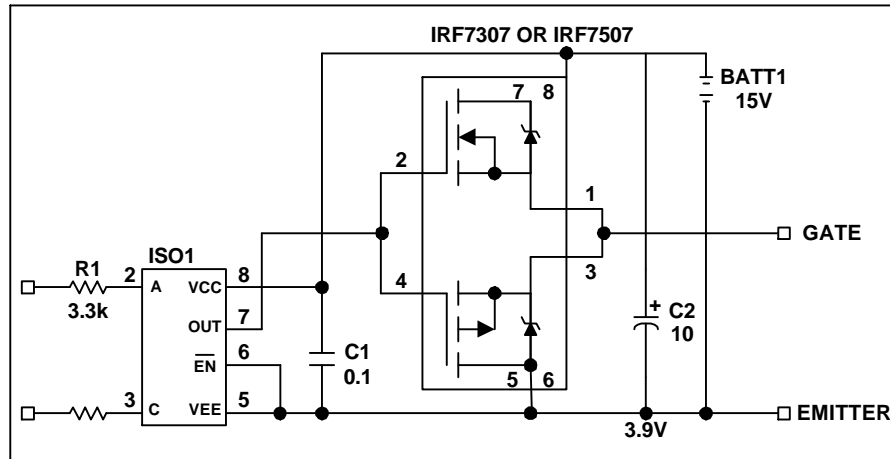 IRF7307 OR IRF7507
7 8
BATT1
15V
2
1
GATE
ISO1
R1
2
A
VCC
8
4
3
3.3k
OUT
7
C1
0.1
+
C2
10
EN
6
5 6
3
C
VEE
5
3.9V
EMITTER